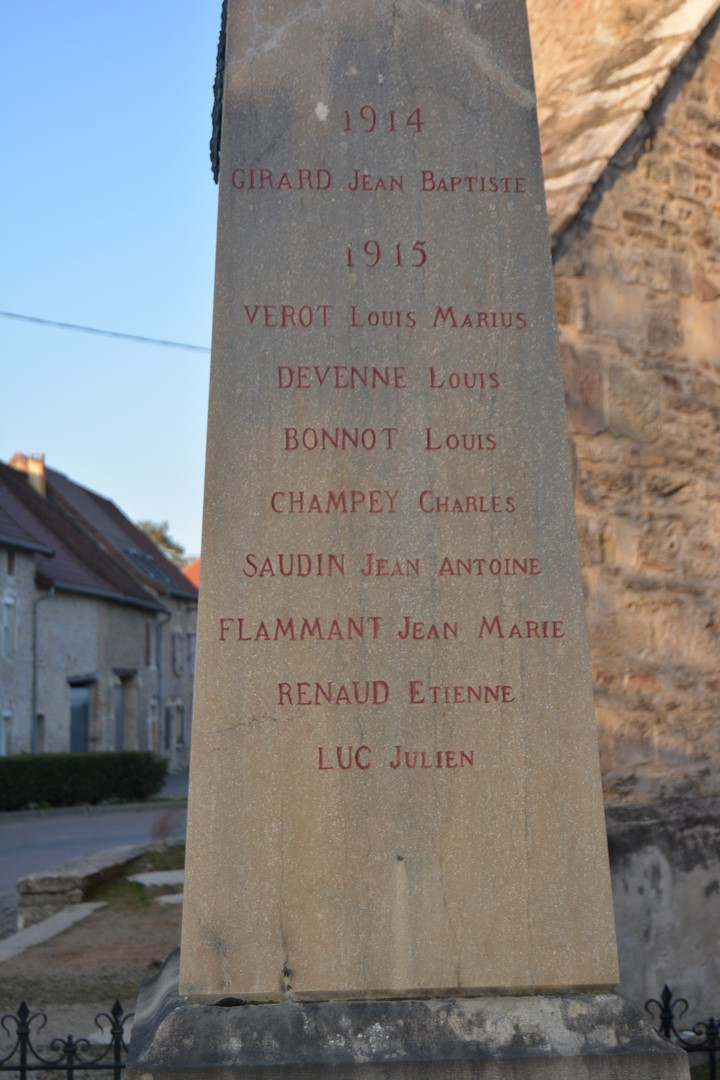 1914
GIRARD JEAN BAPTISTE
1915
VEROT LOUIS MARIUS
DEVENNE LOUIS
BONNOT LOUIS
CHAMPEY CHARLES
SAUDIN JEAN ANTOINE
FLAMMANT JEAN MARIE
RENAUD ETIENNE
LUC JULIEN